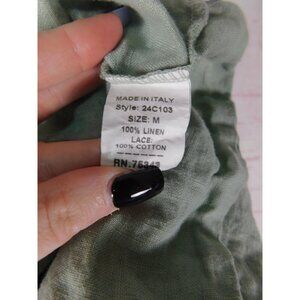 MADE IN ITALY
Style: 24C103
SIZE: M
100% LINEN
LACE:
100% COTTON